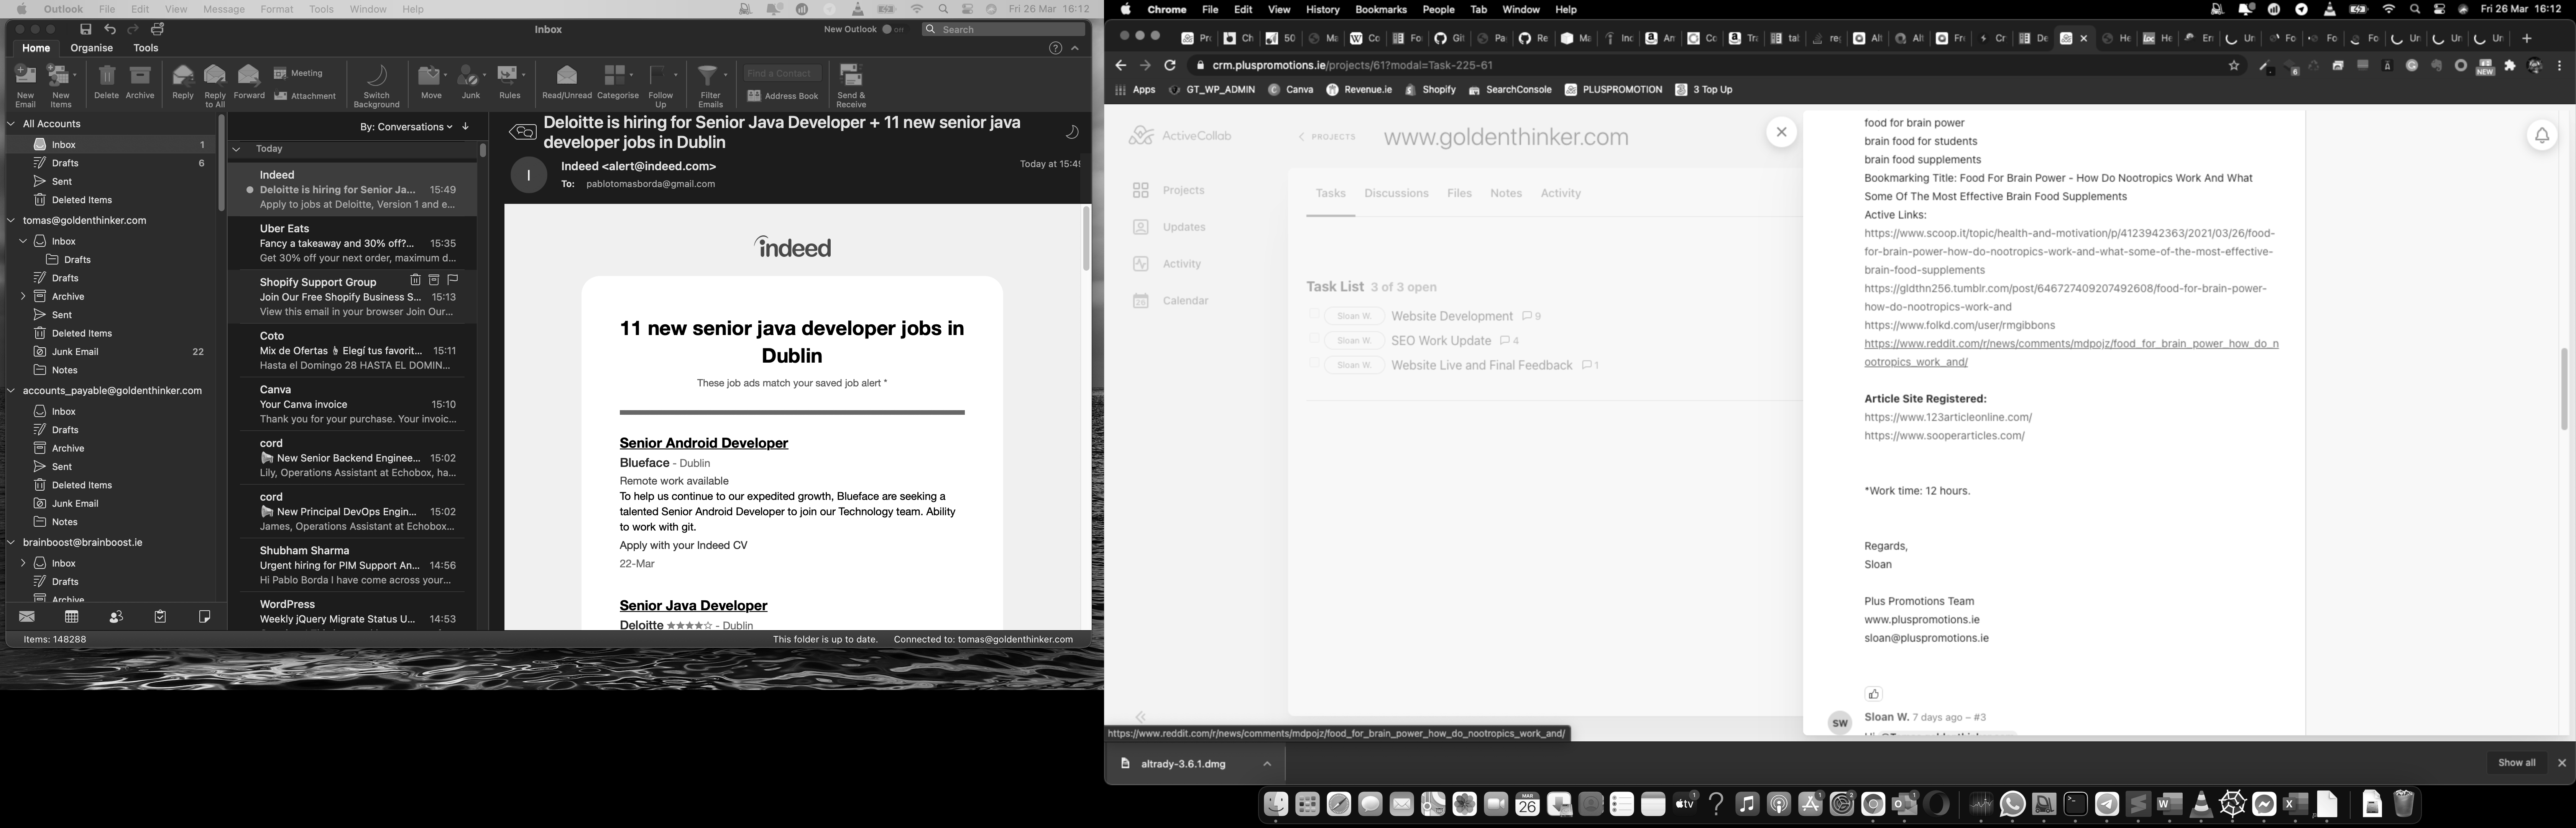 Outlook File Edit View Message Format Tools Window Help
Fri 26 Mar 16:12
Inbox
New Outlook
Search
Home Organise Tools
New Email
New Items
Delete
Archive
Reply
Reply to All
Forward
Meeting
Attachment
Switch Background
Move
Junk
Rules
Read/Unread
Categorise
Follow Up
Filter Emails
Find a Contact
Address Book
Send & Receive
All Accounts
Inbox 1
Drafts 6
Sent
Deleted Items
tomas@goldenthinker.com
Inbox
Drafts
Drafts
Archive
Sent
Deleted Items
Junk Email 22
Notes
accounts_payable@goldenthinker.com
Inbox
Drafts
Archive
Sent
Deleted Items
Junk Email
Notes
brainboost@brainboost.ie
Inbox
Drafts
Archive
Items: 148288
By: Conversations
Today
Indeed
Deloitte is hiring for Senior Ja... 15:49
Apply to jobs at Deloitte, Version 1 and e...
Uber Eats
Fancy a takeaway and 30% off?... 15:35
Get 30% off your next order, maximum d...
Shopify Support Group
Join Our Free Shopify Business S... 15:13
View this email in your browser Join Our...
Coto
Mix de Ofertas Elegí tus favorit... 15:11
Hasta el Domingo 28 HASTA EL DOMIN...
Canva
Your Canva invoice 15:10
Thank you for your purchase. Your invoic...
cord
New Senior Backend Enginee... 15:02
Lily, Operations Assistant at Echobox, ha...
cord
New Principal DevOps Engin... 15:02
James, Operations Assistant at Echobox...
Shubham Sharma
Urgent hiring for PIM Support An... 14:56
Hi Pablo Borda I have come across your...
WordPress
Weekly jQuery Migrate Status U... 14:53
Deloitte is hiring for Senior Java Developer + 11 new senior java
developer jobs in Dublin
I
Indeed <alert@indeed.com>
Today at 15:49
To: pablotomasborda@gmail.com
indeed
11 new senior java developer jobs in
Dublin
These job ads match your saved job alert *
Senior Android Developer
Blueface - Dublin
Remote work available
To help us continue to our expedited growth, Blueface are seeking a
talented Senior Android Developer to join our Technology team. Ability
to work with git.
Apply with your Indeed CV
22-Mar
Senior Java Developer
Deloitte ★★★★☆ - Dublin
This folder is up to date. Connected to: tomas@goldenthinker.com
Chrome File Edit View History Bookmarks People Tab Window Help
Fri 26 Mar 16:12
crm.pluspromotions.ie/projects/61?modal=Task-225-61
NEW
Apps GT_WP_ADMIN Canva Revenue.ie Shopify SearchConsole PLUSPROMOTION 3 Top Up
ActiveCollab
Projects
Updates
Activity
Calendar
PROJECTS
www.goldenthinker.com
Tasks Discussions Files Notes Activity
Task List 3 of 3 open
Sloan W. Website Development 9
Sloan W. SEO Work Update 4
Sloan W. Website Live and Final Feedback 1
food for brain power
brain food for students
brain food supplements
Bookmarking Title: Food For Brain Power - How Do Nootropics Work And What
Some Of The Most Effective Brain Food Supplements
Active Links:
https://www.scoop.it/topic/health-and-motivation/p/4123942363/2021/03/26/food-
for-brain-power-how-do-nootropics-work-and-what-some-of-the-most-effective-
brain-food-supplements
https://gldthn256.tumblr.com/post/646727409207492608/food-for-brain-power-
how-do-nootropics-work-and
https://www.folkd.com/user/rmgibbons
https://www.reddit.com/r/news/comments/mdpojz/food_for_brain_power_how_do_n
ootropics_work_and/
Article Site Registered:
https://www.123articleonline.com/
https://www.sooperarticles.com/
*Work time: 12 hours.
Regards,
Sloan
Plus Promotions Team
www.pluspromotions.ie
sloan@pluspromotions.ie
SW
Sloan W. 7 days ago – #3
https://www.reddit.com/r/news/comments/mdpojz/food_for_brain_power_how_do_nootropics_work_and/
altrady-3.6.1.dmg
Show all
MAR
26
tv